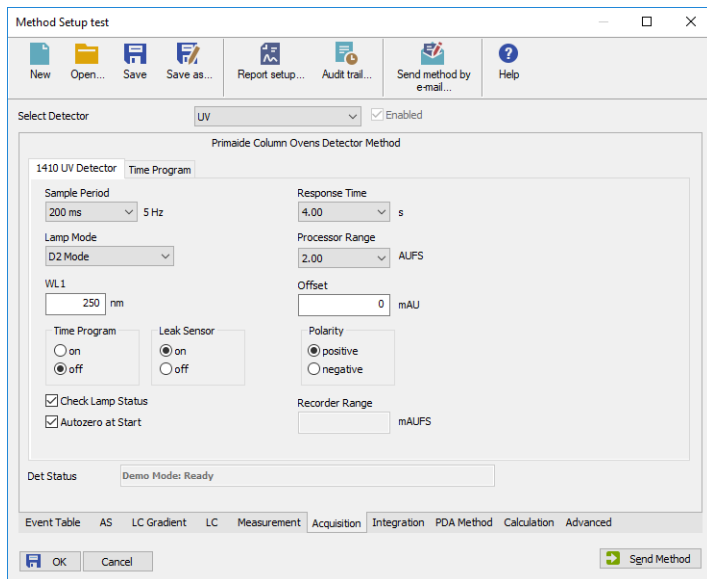 Method Setup test
New Open... Save Save as... Report setup... Audit trail... Send method by e-mail... Help
Select Detector UV Enabled
Primaide Column Ovens Detector Method
1410 UV Detector Time Program
Sample Period Response Time
200 ms 5 Hz 4.00 s
Lamp Mode Processor Range
D2 Mode 2.00 AUFS
WL1 Offset
250 nm 0 mAU
Time Program Leak Sensor Polarity
on on positive
off off negative
Check Lamp Status Recorder Range
Autozero at Start mAUFS
Det Status Demo Mode: Ready
Event Table AS LC Gradient LC Measurement Acquisition Integration PDA Method Calculation Advanced
OK Cancel Send Method